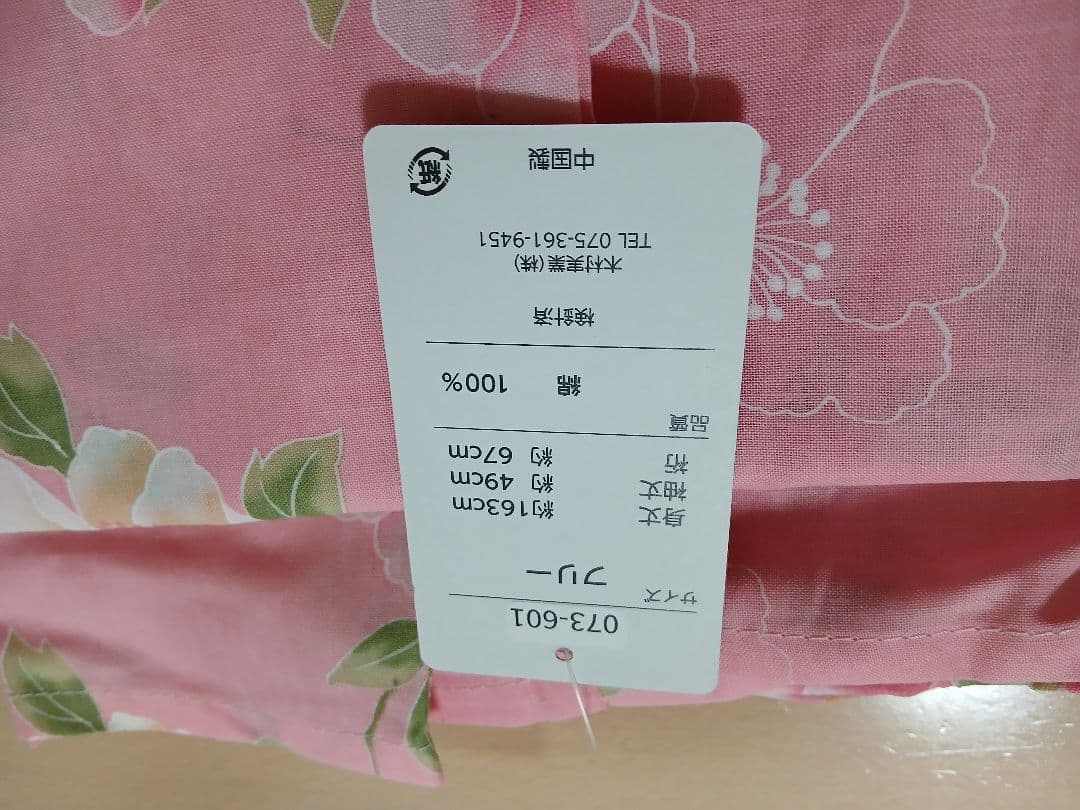 073-601
サイズ
フリー
身丈 約163cm
袖丈 約 49cm
裄 約 67cm
品質
綿 100%
検針済
木村実業(株)
TEL 075-361-9451
中国製